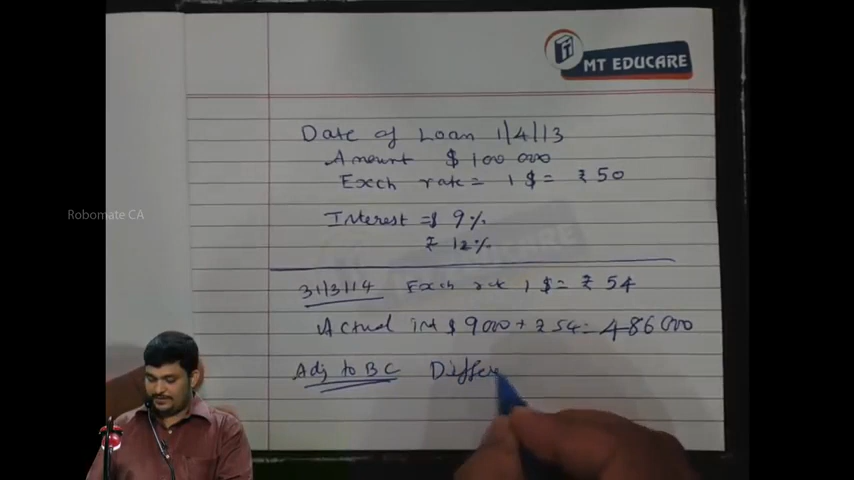 MT EDUCARE
Date of Loan 1/4/13
Amount $ 100 000
Exch rate = 1 $ = ₹ 50
Robomate CA
Interest = $ 9 %
₹ 12 %
31/3/14 Exch rate 1 $ = ₹ 54
Actual int $ 9000 + ₹ 54 = 486 000
Adj to BC Differe